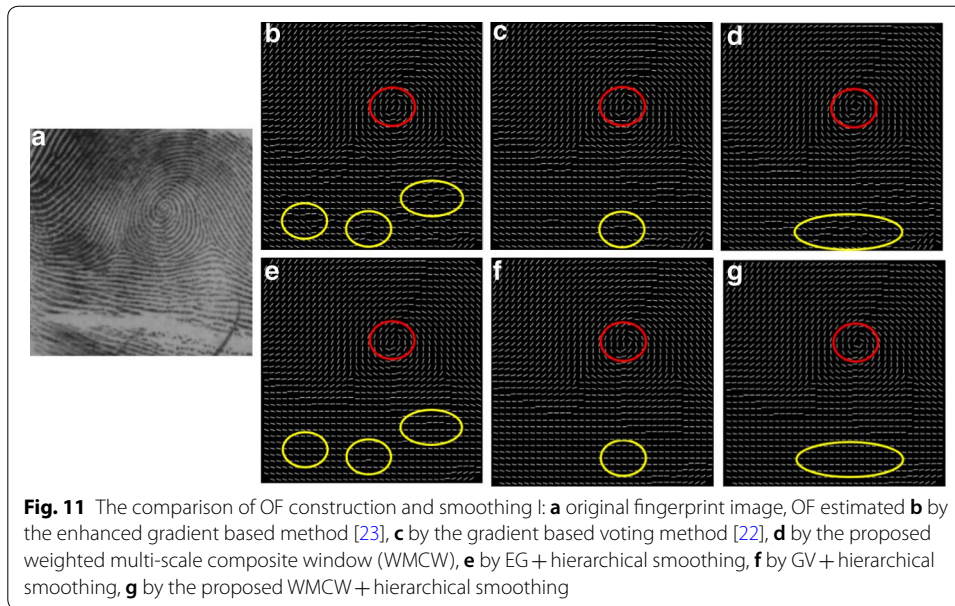 b
c
d
a
e
f
g
Fig. 11 The comparison of OF construction and smoothing I: a original fingerprint image, OF estimated b by
the enhanced gradient based method [23], c by the gradient based voting method [22], d by the proposed
weighted multi-scale composite window (WMCW), e by EG + hierarchical smoothing, f by GV + hierarchical
smoothing, g by the proposed WMCW + hierarchical smoothing